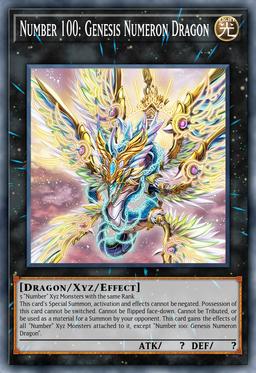 Number 100: Genesis Numeron Dragon
LIGHT
光
[Dragon/Xyz/Effect]
5 "Number" Xyz Monsters with the same Rank
This card's Special Summon, activation and effects cannot be negated. Possession of
this card cannot be switched. Cannot be flipped face-down. Cannot be Tributed, or
be used as a material for a Summon by your opponent. This card gains the effects of
all "Number" Xyz Monsters attached to it, except "Number 100: Genesis Numeron
Dragon".
ATK/ ? DEF/ ?